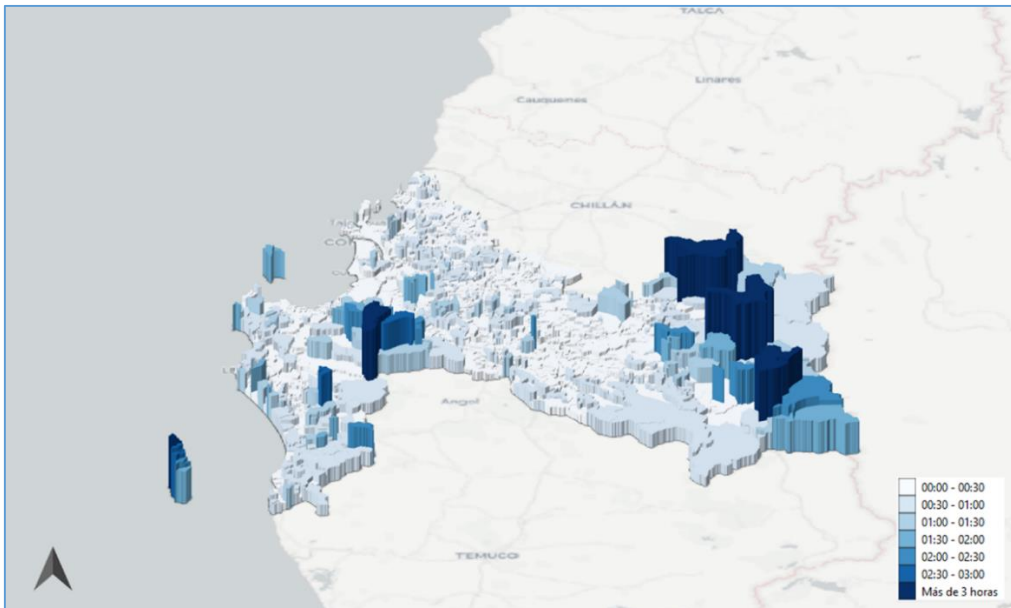 TALCA
Linares
Cauquenes
CHILLÁN
Angol
TEMUCO
00:00 - 00:30
00:30 - 01:00
01:00 - 01:30
01:30 - 02:00
02:00 - 02:30
02:30 - 03:00
Más de 3 horas